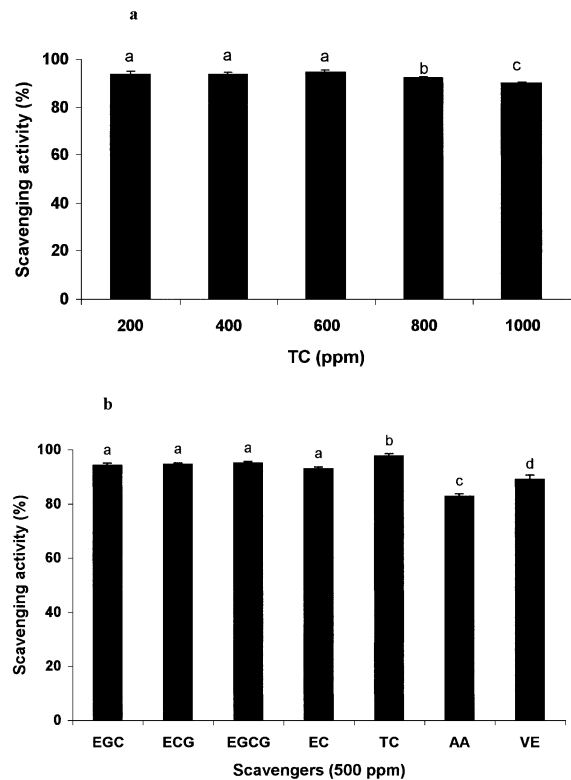 a
Scavenging activity (%)
100
80
60
40
20
0
a a a b c
200 400 600 800 1000
TC (ppm)
b
Scavenging activity (%)
100
80
60
40
20
0
a a a a b c d
EGC ECG EGCG EC TC AA VE
Scavengers (500 ppm)